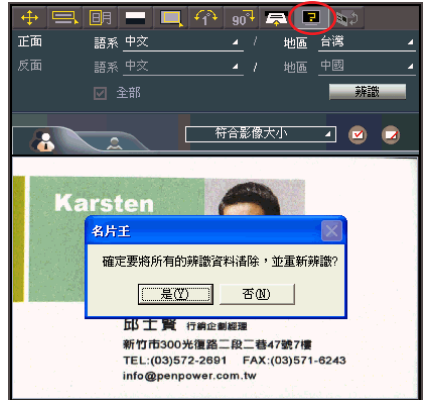 90°
正面 語系 中文 / 地區 台灣
反面 語系 中文 / 地區 中國
全部 辨識
符合影像大小
Karsten
名片王
確定要將所有的辨識資料清除，並重新辨識?
是(Y) 否(N)
邱士賢 行銷企劃經理
新竹市300光復路二段二巷47號7樓
TEL:(03)572-2691 FAX:(03)571-6243
info@penpower.com.tw